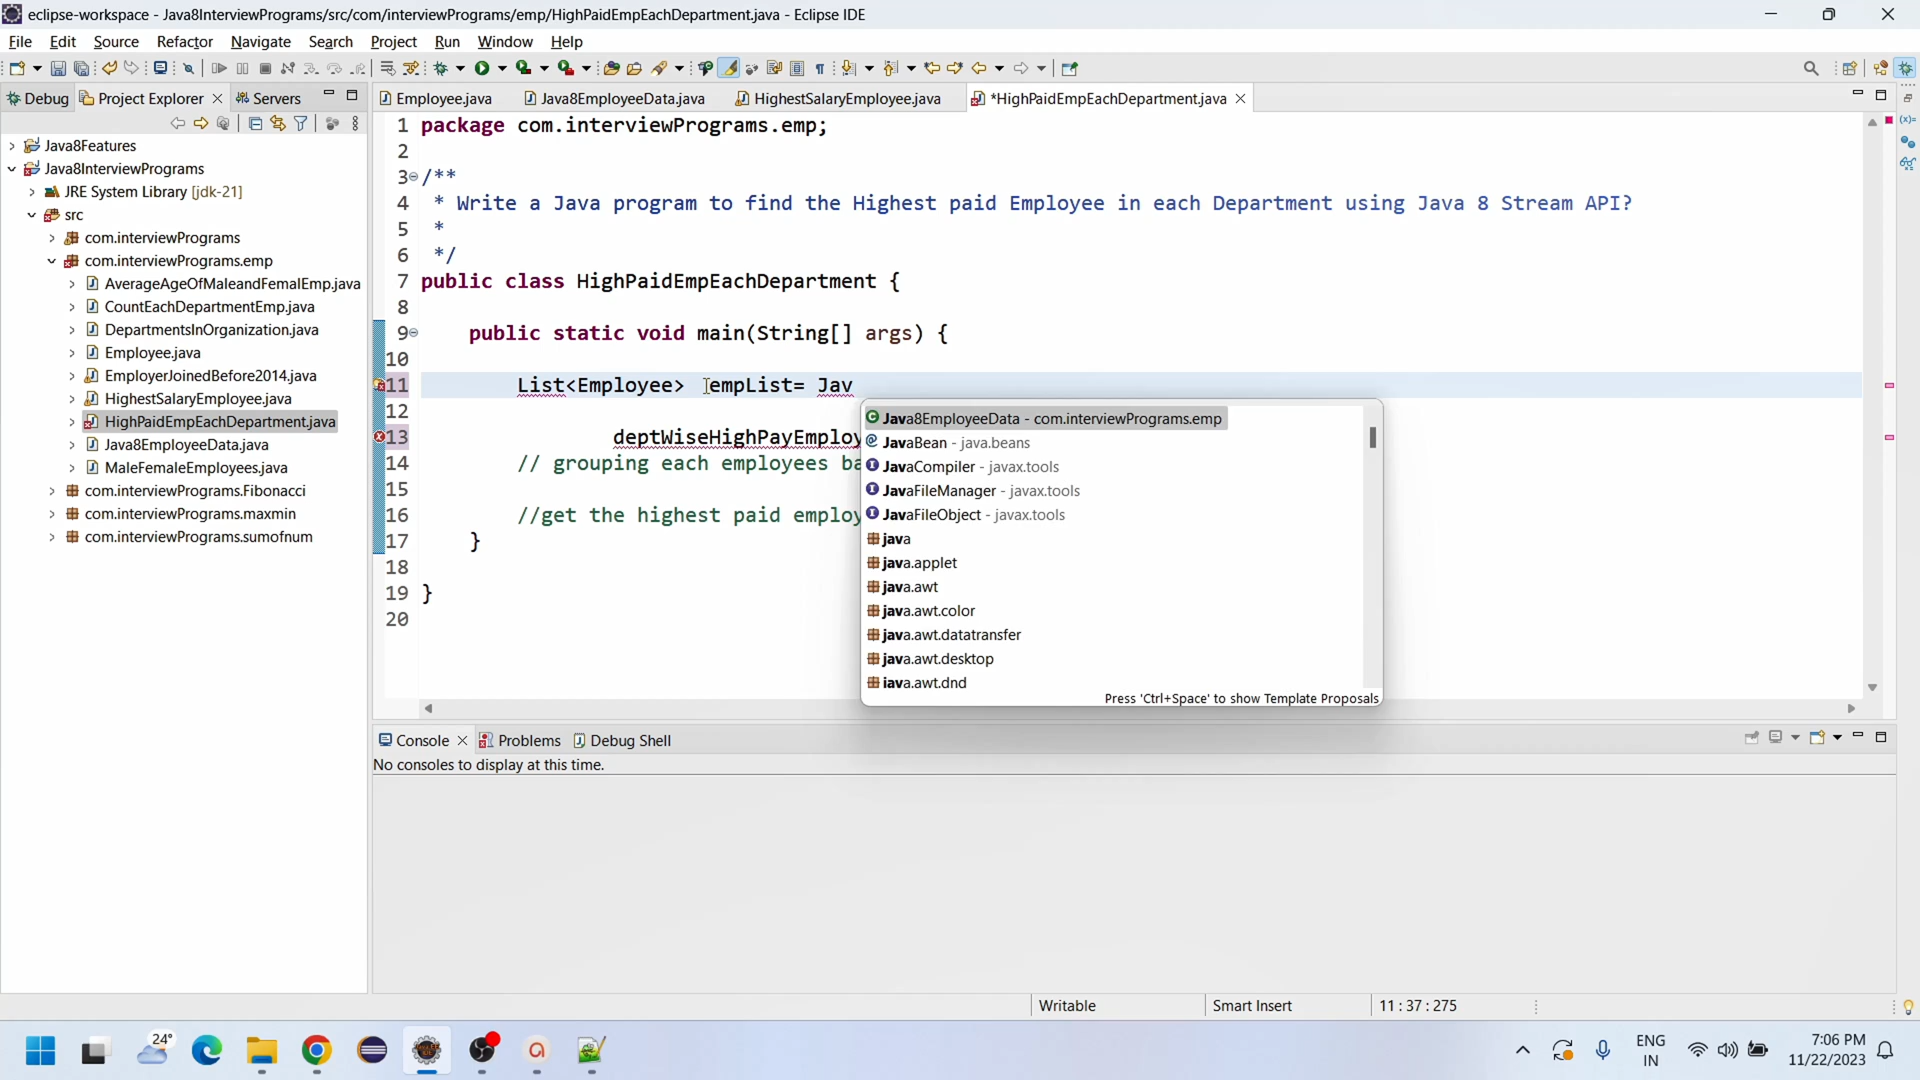 eclipse-workspace - Java8InterviewPrograms/src/com/interviewPrograms/emp/HighPaidEmpEachDepartment.java - Eclipse IDE
File Edit Source Refactor Navigate Search Project Run Window Help
Debug Project Explorer Servers
Employee.java Java8EmployeeData.java HighestSalaryEmployee.java *HighPaidEmpEachDepartment.java
Java8Features
Java8InterviewPrograms
JRE System Library [jdk-21]
src
com.interviewPrograms
com.interviewPrograms.emp
AverageAgeOfMaleandFemalEmp.java
CountEachDepartmentEmp.java
DepartmentsInOrganization.java
Employee.java
EmployerJoinedBefore2014.java
HighestSalaryEmployee.java
HighPaidEmpEachDepartment.java
Java8EmployeeData.java
MaleFemaleEmployees.java
com.interviewPrograms.Fibonacci
com.interviewPrograms.maxmin
com.interviewPrograms.sumofnum
1 package com.interviewPrograms.emp;
2
3 /**
4 * Write a Java program to find the Highest paid Employee in each Department using Java 8 Stream API?
5 *
6 */
7 public class HighPaidEmpEachDepartment {
8
9 public static void main(String[] args) {
10
11 List<Employee> empList= Jav
12
13 deptWiseHighPayEmploy
14 // grouping each employees ba
15
16 //get the highest paid employ
17 }
18
19 }
20
Java8EmployeeData - com.interviewPrograms.emp
JavaBean - java.beans
JavaCompiler - javax.tools
JavaFileManager - javax.tools
JavaFileObject - javax.tools
java
java.applet
java.awt
java.awt.color
java.awt.datatransfer
java.awt.desktop
java.awt.dnd
Press 'Ctrl+Space' to show Template Proposals
Console Problems Debug Shell
No consoles to display at this time.
Writable Smart Insert 11 : 37 : 275
24°
ENG
IN
7:06 PM
11/22/2023